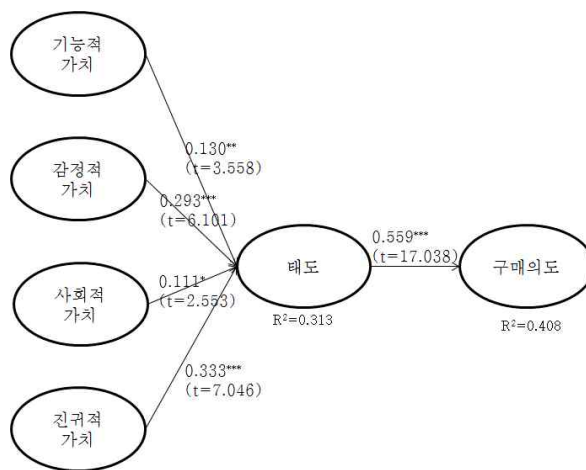 기능적
가치
0.130**
(t=3.558)
감정적
가치
0.293***
(t=6.101)
태도
R²=0.313
0.559***
(t=17.038)
구매의도
R²=0.408
사회적
가치
0.111*
(t=2.553)
0.333***
(t=7.046)
진귀적
가치